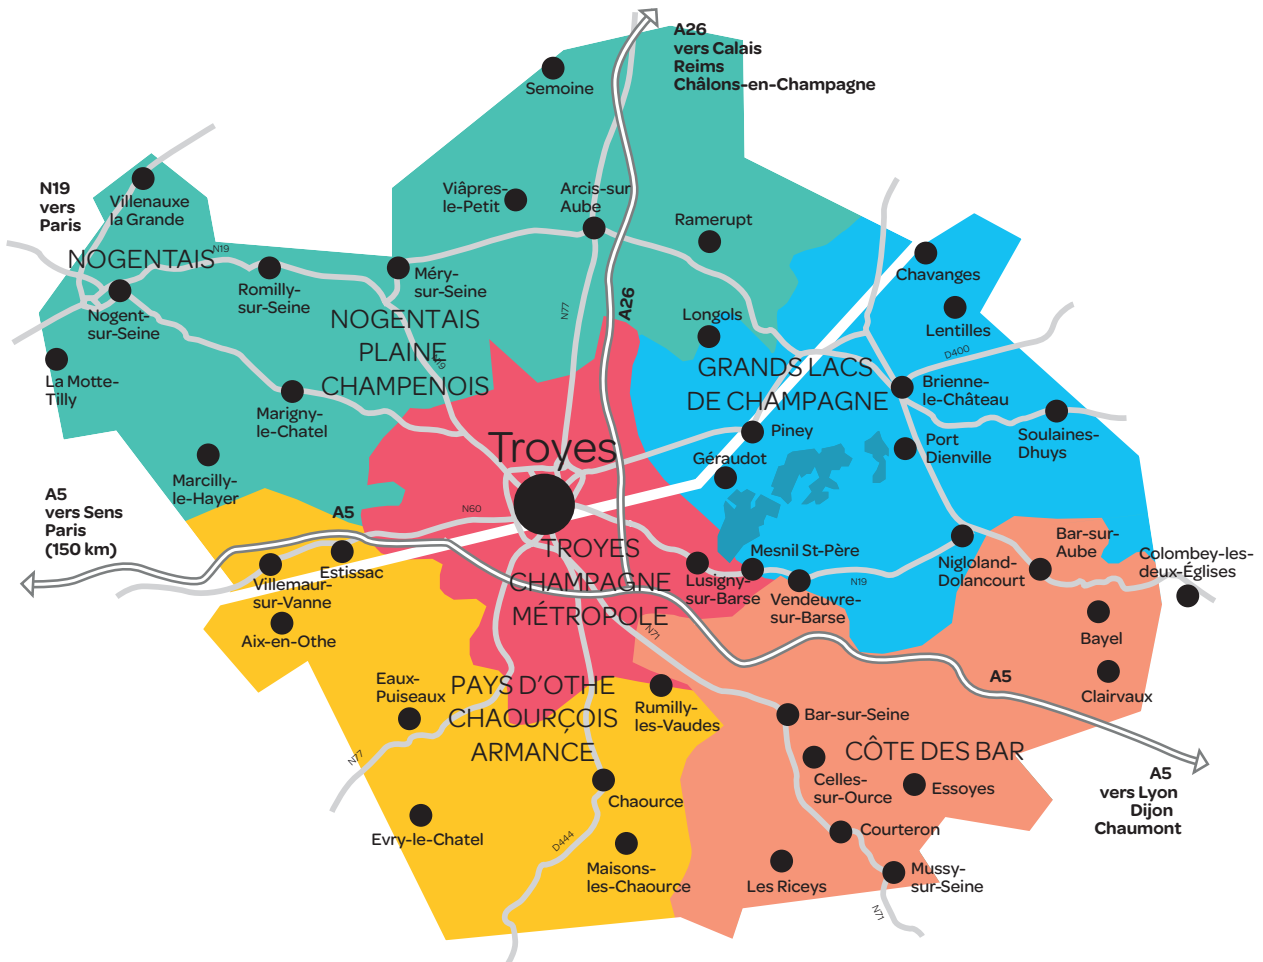 A26
vers Calais
Reims
Châlons-en-Champagne
Semoine
N19
vers
Paris
Villenauxe
la Grande
Viâpres-
le-Petit
Arcis-sur
Aube
Ramerupt
NOGENTAIS
N19
Romilly-
sur-Seine
Méry-
sur-Seine
Chavanges
Nogent-
sur-Seine
N77
A26
Longols
Lentilles
NOGENTAIS
PLAINE
CHAMPENOIS
N19
D400
La Motte-
Tilly
GRANDS LACS
DE CHAMPAGNE
Brienne-
le-Château
Marigny-
le-Chatel
Piney
Port
Dienville
Soulaines-
Dhuys
Troyes
Géraudot
Marcilly-
le-Hayer
A5
vers Sens
Paris
(150 km)
A5
N60
TROYES
CHAMPAGNE
MÉTROPOLE
Mesnil St-Père
Bar-sur-
Aube
Colombey-les-
deux-Églises
Nigloland-
Dolancourt
Estissac
Villemaur-
sur-Vanne
Lusigny-
sur-Barse
N19
Vendeuvre-
sur-Barse
Aix-en-Othe
N71
Bayel
Clairvaux
A5
Eaux-
Puiseaux
PAYS D'OTHE
CHAOURÇOIS
ARMANCE
Rumilly-
les-Vaudes
Bar-sur-Seine
N77
CÔTE DES BAR
Celles-
sur-Ource
Essoyes
A5
vers Lyon
Dijon
Chaumont
Chaource
Evry-le-Chatel
D444
Courteron
Maisons-
les-Chaource
Les Riceys
Mussy-
sur-Seine
N71